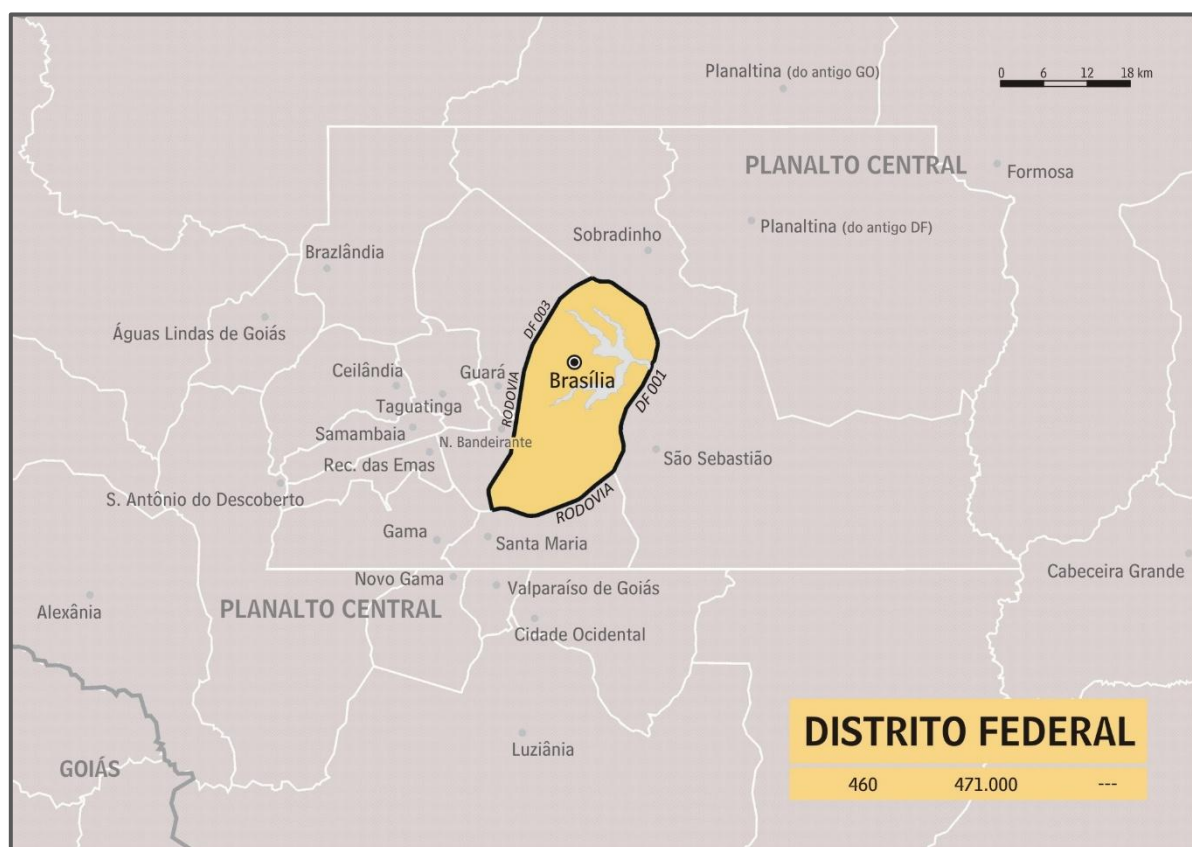 Planaltina (do antigo GO)
0 6 12 18 km
PLANALTO CENTRAL
Formosa
Planaltina (do antigo DF)
Sobradinho
Brazlândia
Águas Lindas de Goiás
DF 003
Ceilândia
Guará
Brasília
RODOVIA
DF 001
Taguatinga
Samambaia
N. Bandeirante
Rec. das Emas
São Sebastião
S. Antônio do Descoberto
RODOVIA
Gama
Santa Maria
Novo Gama
Valparaíso de Goiás
Cabeceira Grande
Alexânia
PLANALTO CENTRAL
Cidade Ocidental
Luziânia
GOIÁS
DISTRITO FEDERAL
460 471.000 ---